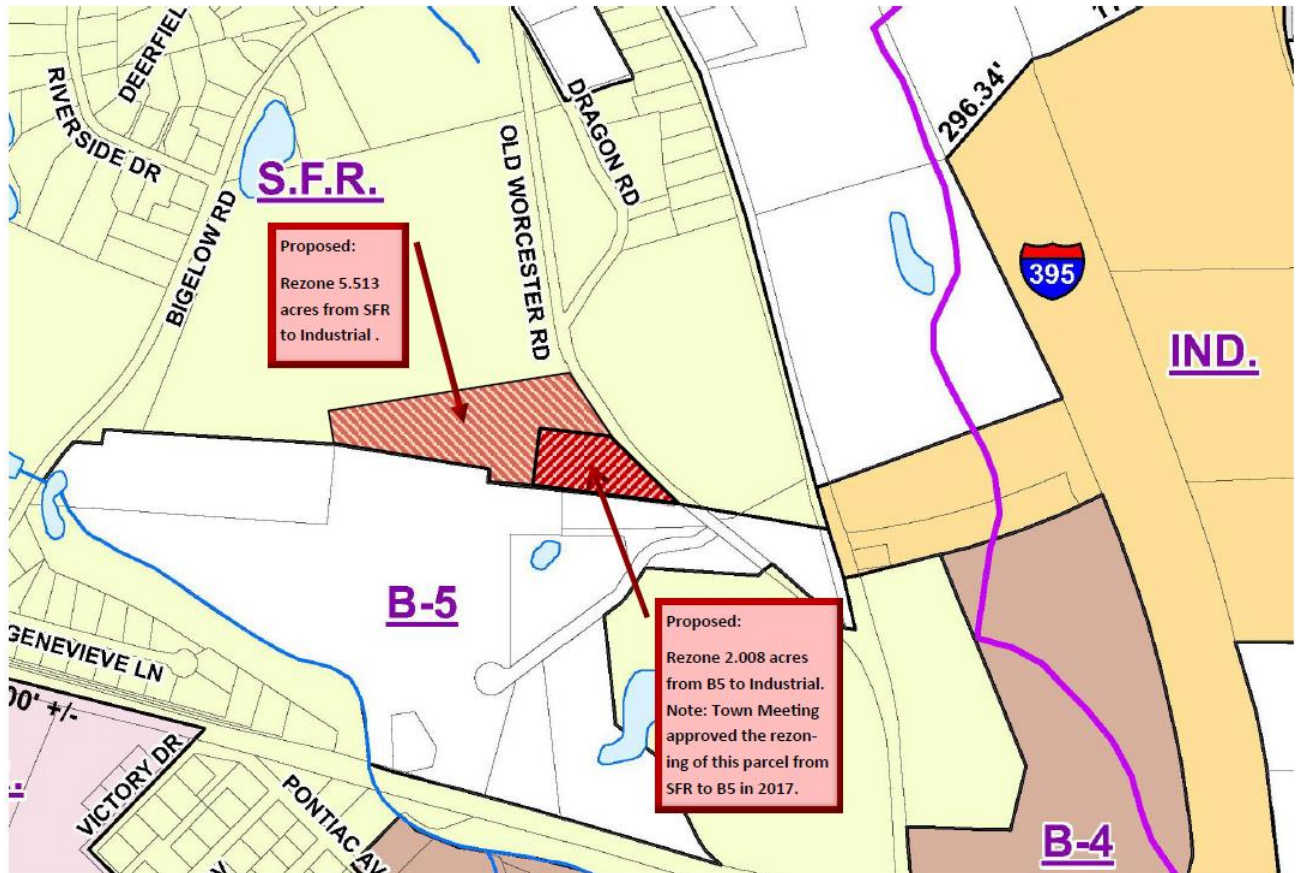 DEERFIEL
RIVERSIDE DR
BIGELOW RD
S.F.R.
OLD WORCESTER RD
DRAGON RD
296.34'
395
IND.
Proposed:
Rezone 5.513
acres from SFR
to Industrial .
B-5
Proposed:
Rezone 2.008 acres
from B5 to Industrial.
Note: Town Meeting
approved the rezon-
ing of this parcel from
SFR to B5 in 2017.
GENEVIEVE LN
00' +/-
VICTORY DR
PONTIAC AV
B-4